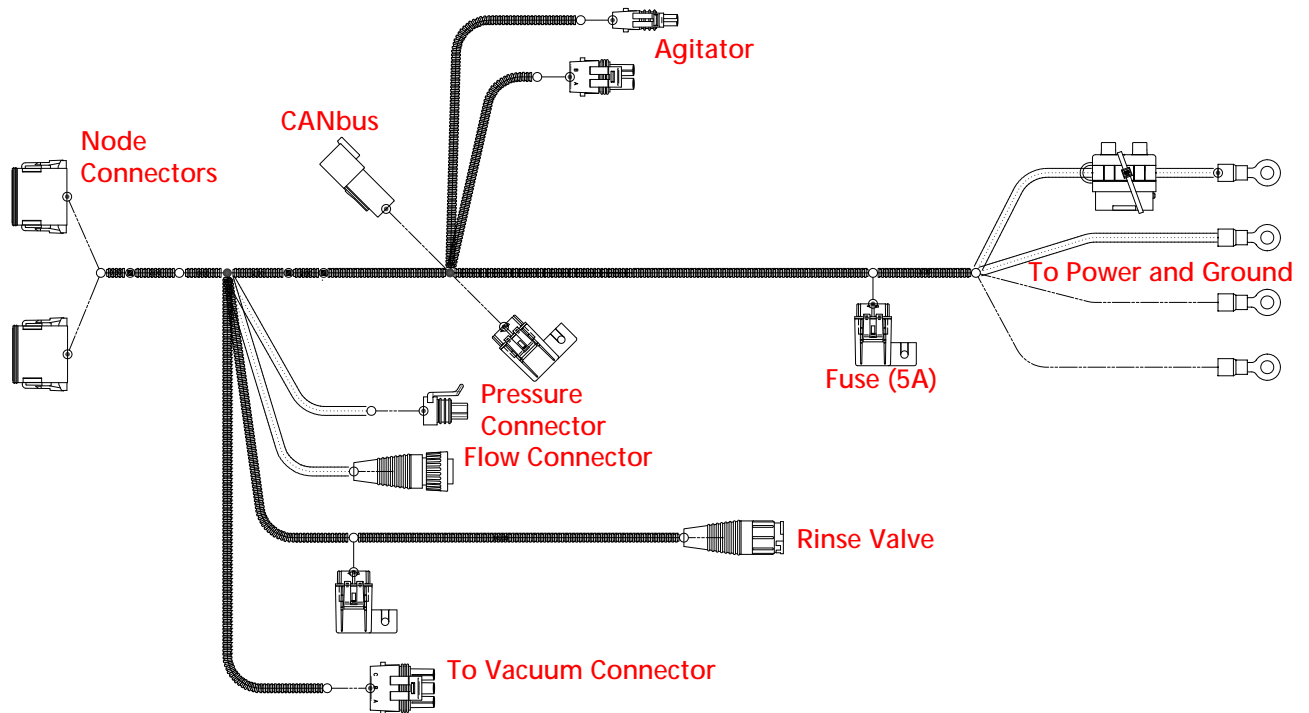 Agitator
CANbus
Node
Connectors
To Power and Ground
Fuse (5A)
Pressure
Connector
Flow Connector
Rinse Valve
To Vacuum Connector